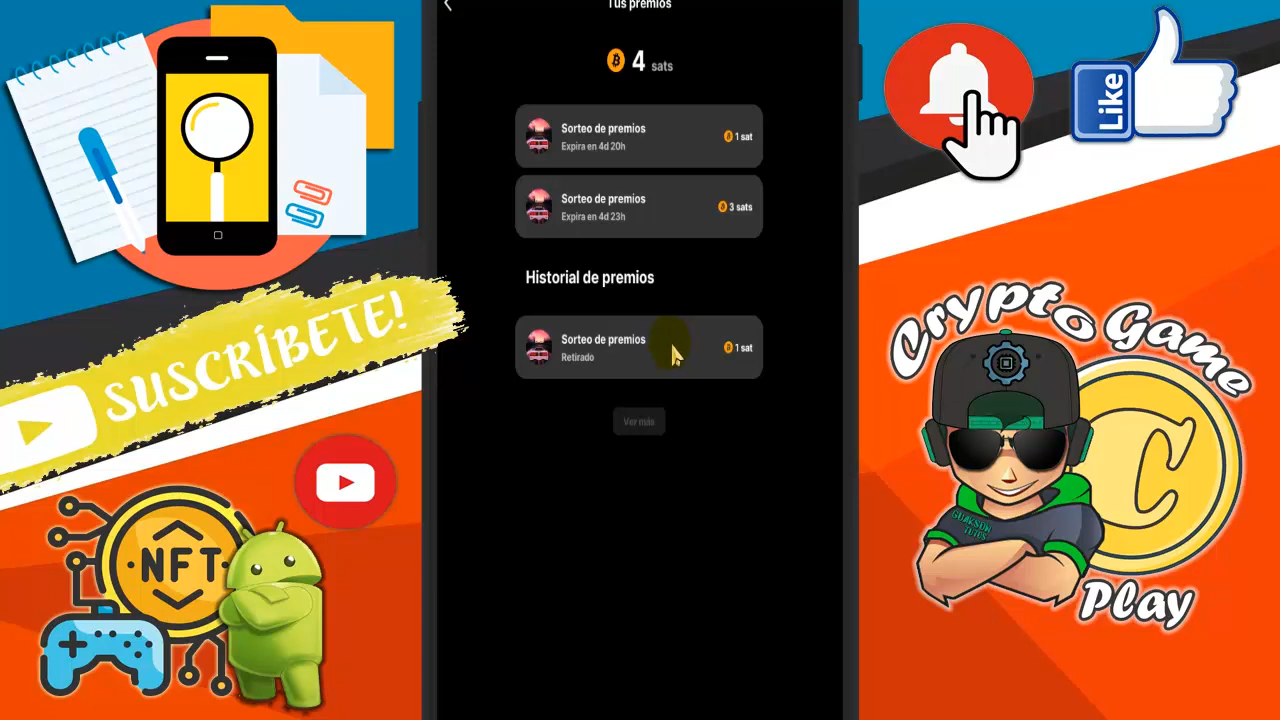 Tus premios
4 sats
Sorteo de premios
Expira en 4d 20h
1 sat
Sorteo de premios
Expira en 4d 23h
3 sats
Historial de premios
Sorteo de premios
Retirado
1 sat
Ver más
SUSCRÍBETE!
NFT
Like
Crypto Game
GUAKSON
TUTOS
C
Play